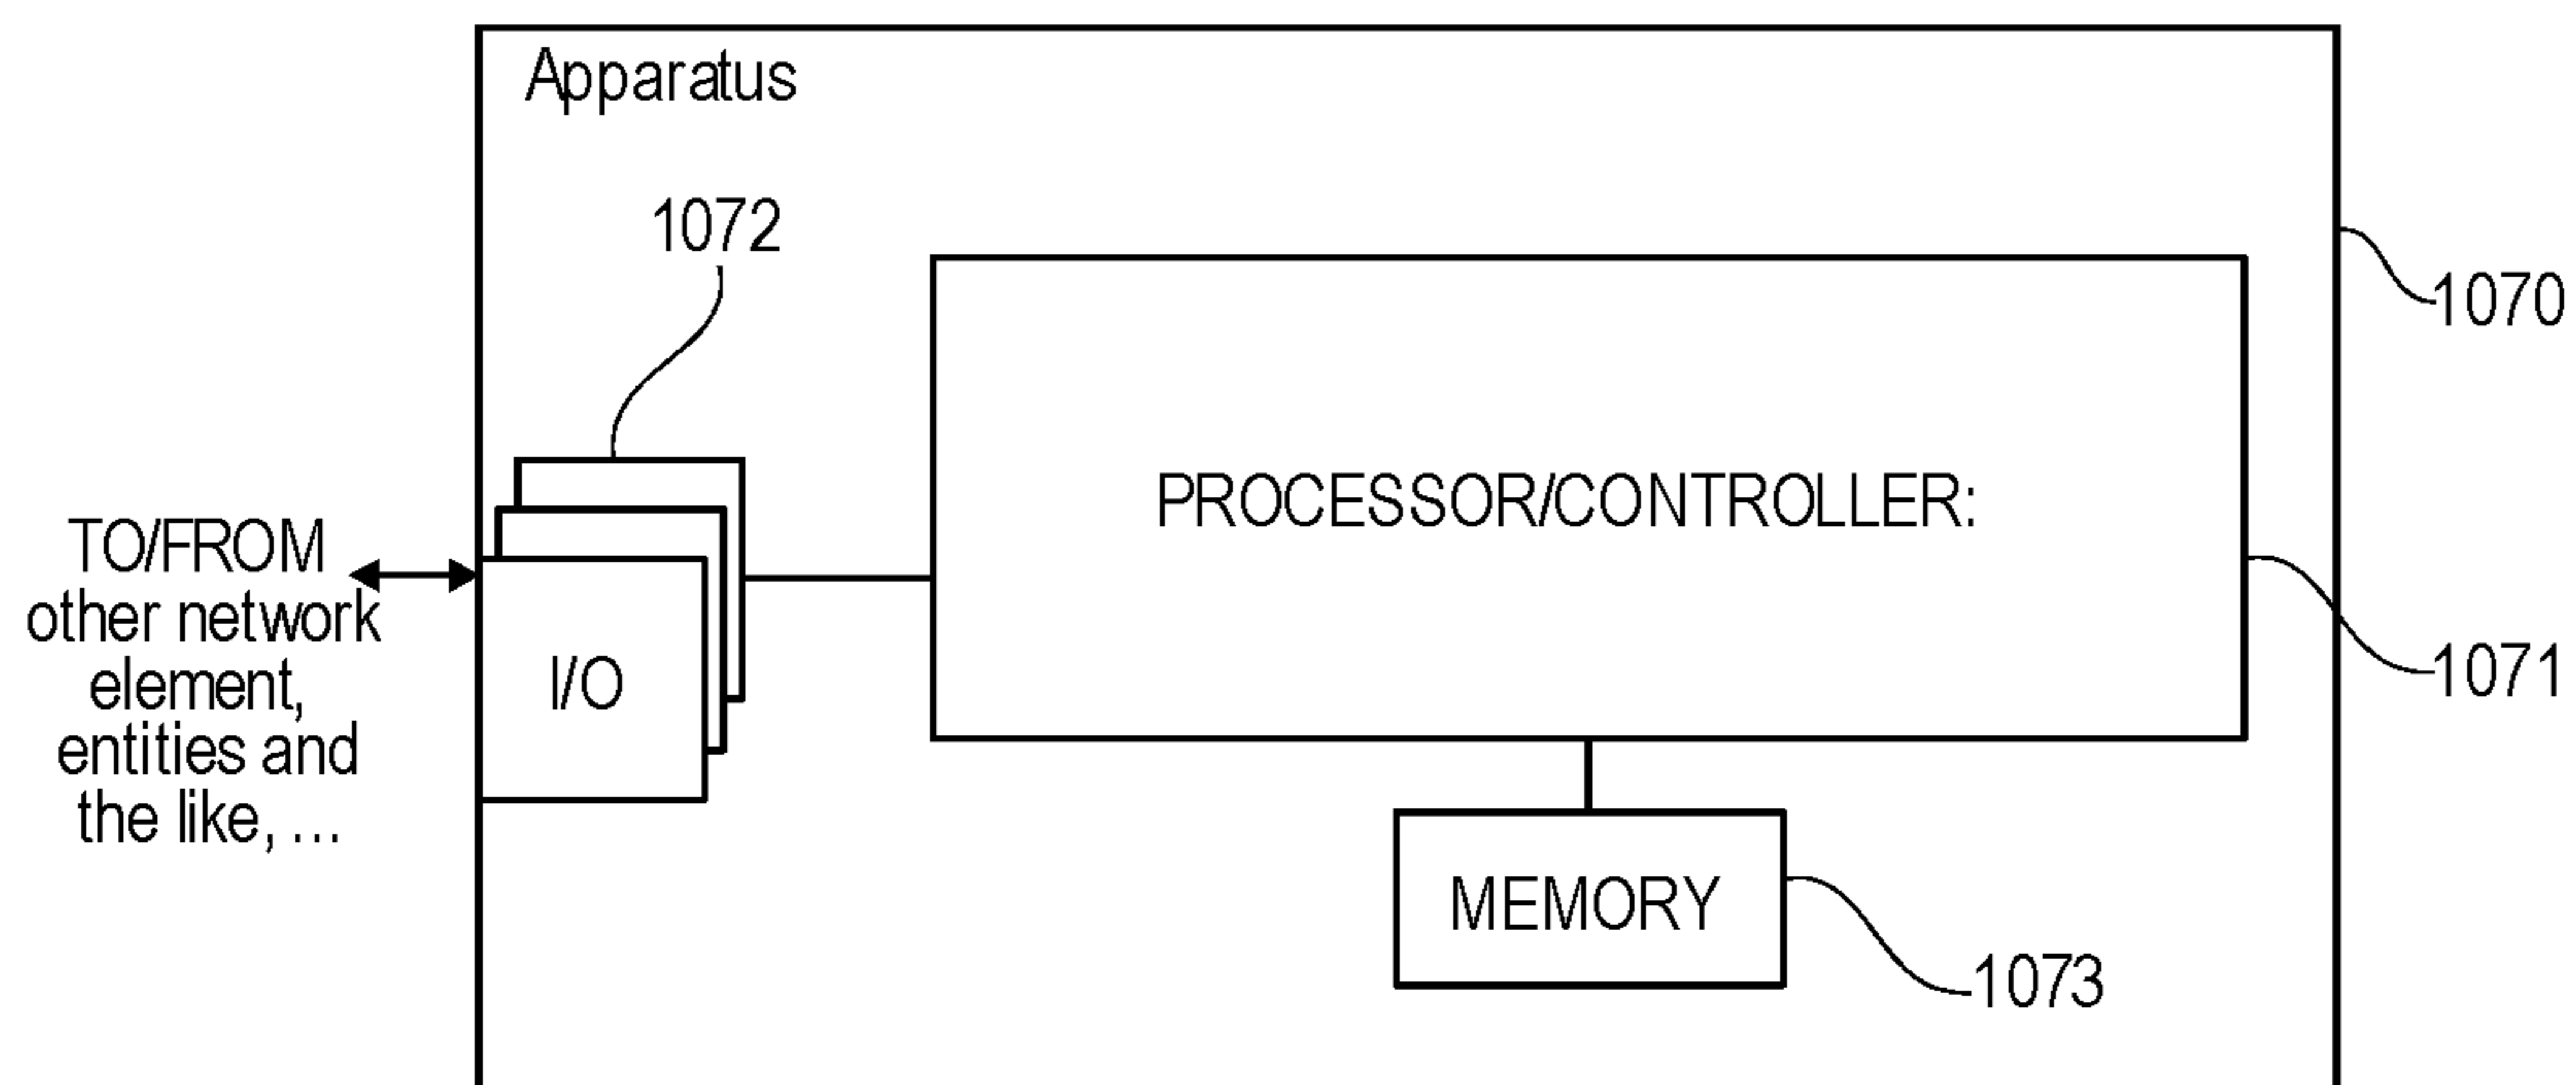 Apparatus
1072
1070
PROCESSOR/CONTROLLER:
TO/FROM
other network
element,
entities and
the like, ...
I/O
1071
MEMORY
1073